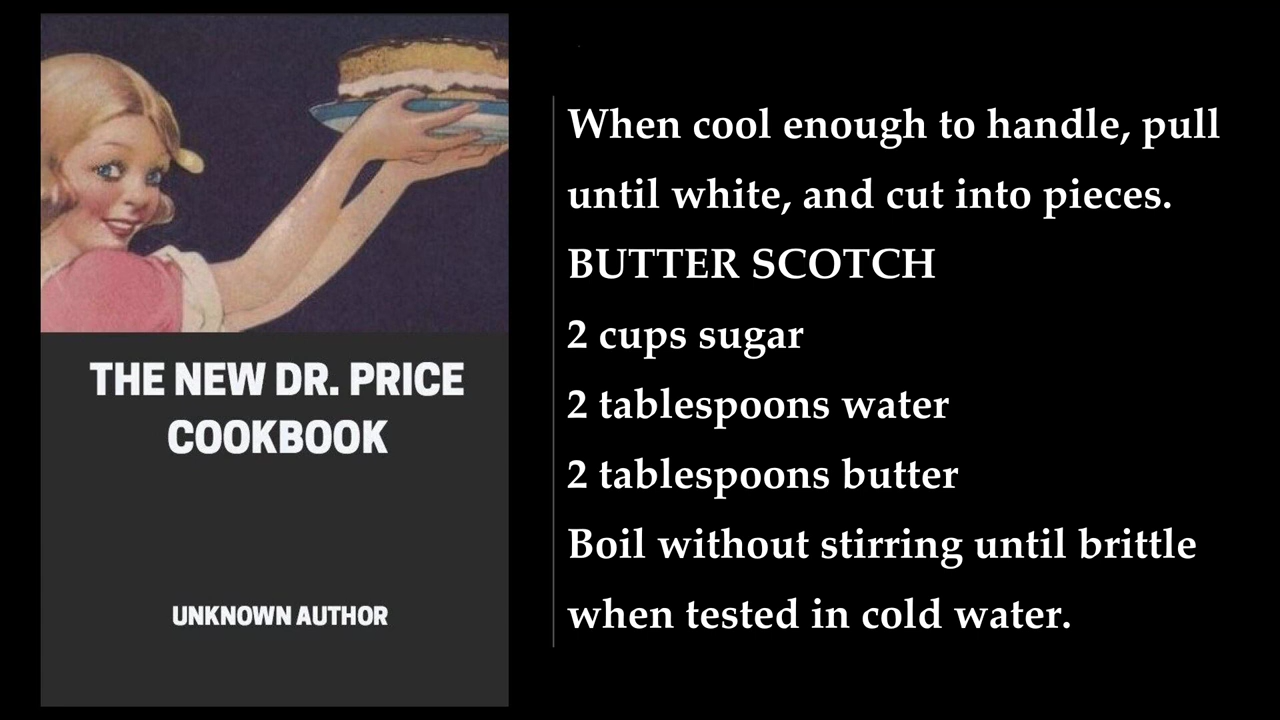 THE NEW DR. PRICE
COOKBOOK
UNKNOWN AUTHOR
When cool enough to handle, pull
until white, and cut into pieces.
BUTTER SCOTCH
2 cups sugar
2 tablespoons water
2 tablespoons butter
Boil without stirring until brittle
when tested in cold water.